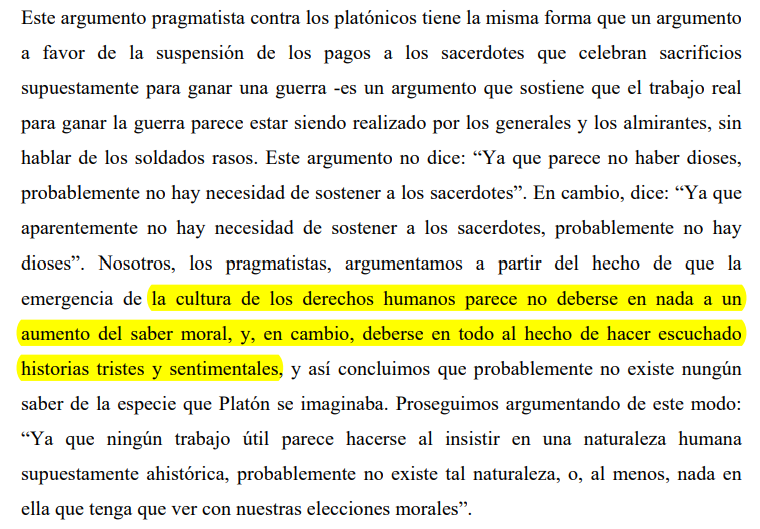 Este argumento pragmatista contra los platónicos tiene la misma forma que un argumento
a favor de la suspensión de los pagos a los sacerdotes que celebran sacrificios
supuestamente para ganar una guerra -es un argumento que sostiene que el trabajo real
para ganar la guerra parece estar siendo realizado por los generales y los almirantes, sin
hablar de los soldados rasos. Este argumento no dice: “Ya que parece no haber dioses,
probablemente no hay necesidad de sostener a los sacerdotes”. En cambio, dice: “Ya que
aparentemente no hay necesidad de sostener a los sacerdotes, probablemente no hay
dioses”. Nosotros, los pragmatistas, argumentamos a partir del hecho de que la
emergencia de la cultura de los derechos humanos parece no deberse en nada a un
aumento del saber moral, y, en cambio, deberse en todo al hecho de hacer escuchado
historias tristes y sentimentales, y así concluimos que probablemente no existe nungún
saber de la especie que Platón se imaginaba. Proseguimos argumentando de este modo:
“Ya que ningún trabajo útil parece hacerse al insistir en una naturaleza humana
supuestamente ahistórica, probablemente no existe tal naturaleza, o, al menos, nada en
ella que tenga que ver con nuestras elecciones morales”.